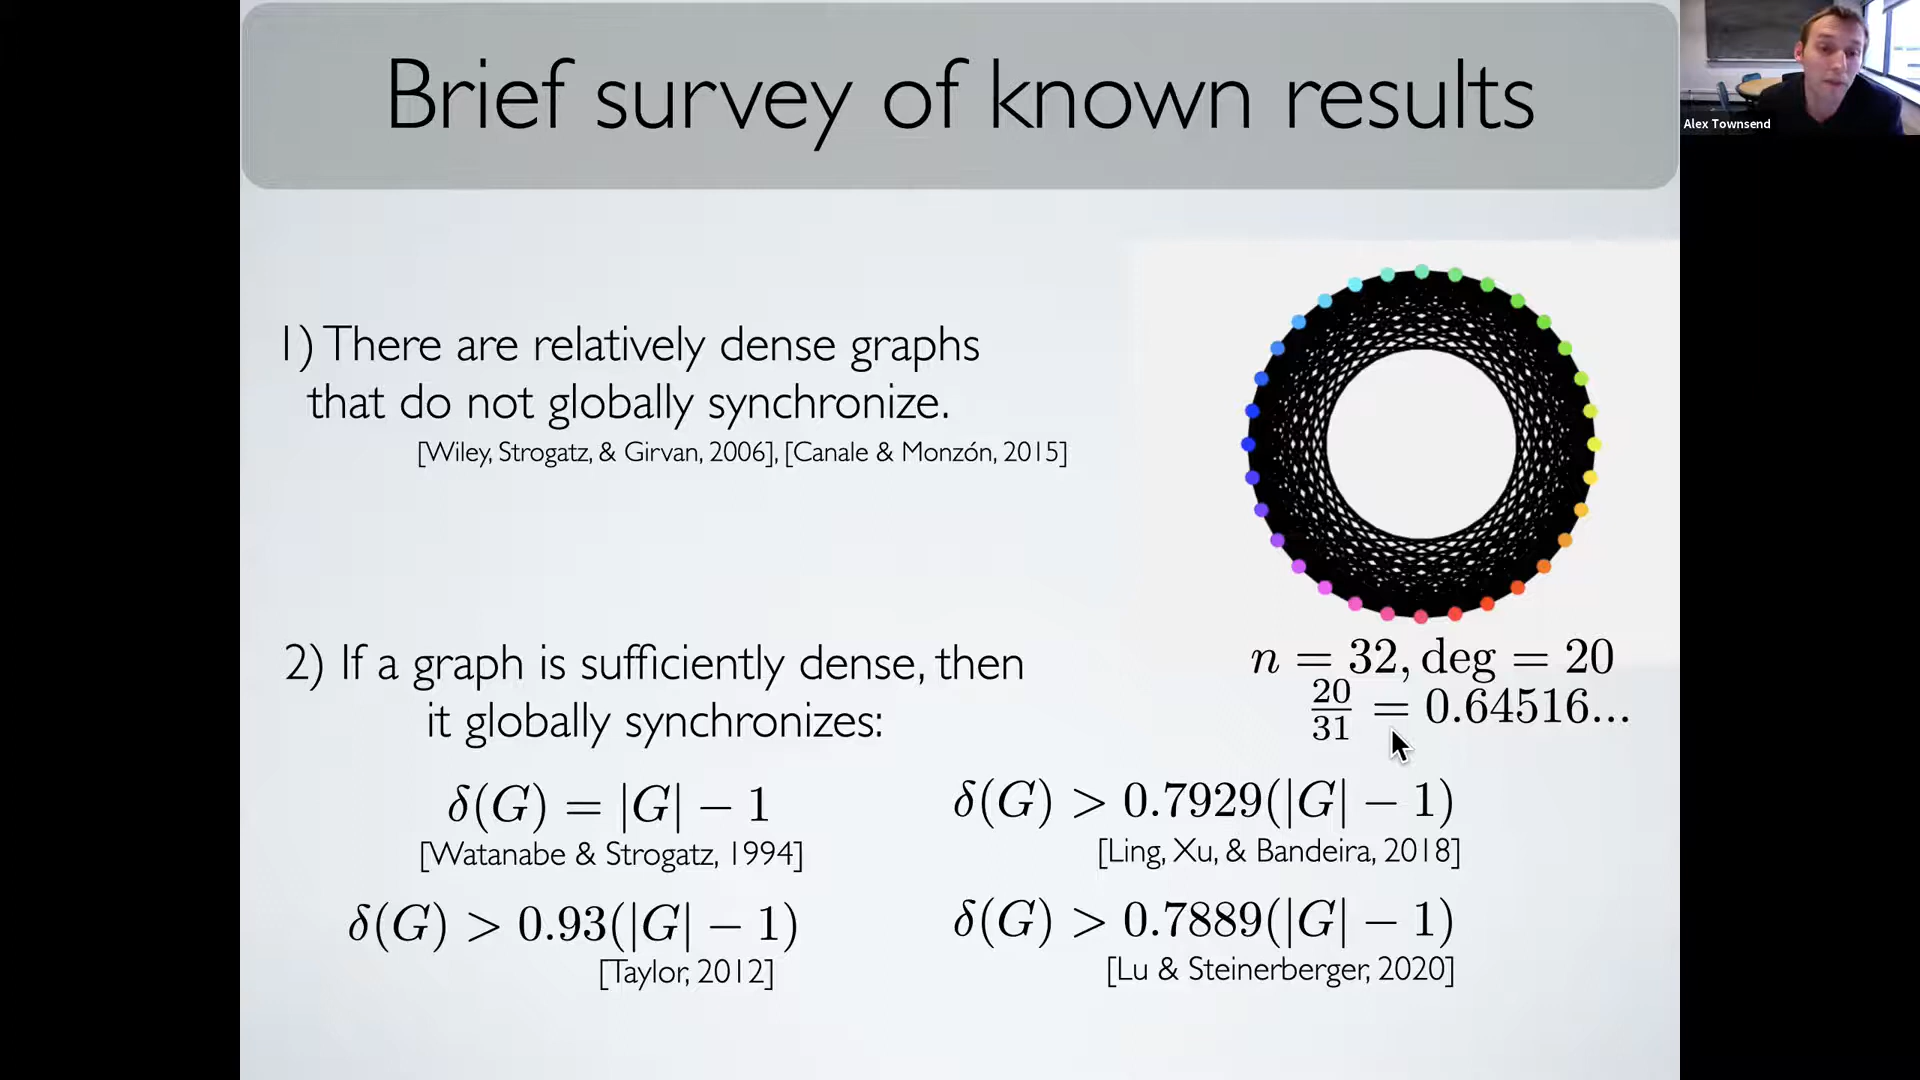 Brief survey of known results
Alex Townsend
1) There are relatively dense graphs
that do not globally synchronize.
[Wiley, Strogatz, & Girvan, 2006], [Canale & Monzón, 2015]
n = 32, deg = 20
20/31 = 0.64516...
2) If a graph is sufficiently dense, then
it globally synchronizes:
δ(G) = |G| − 1
[Watanabe & Strogatz, 1994]
δ(G) > 0.93(|G| − 1)
[Taylor, 2012]
δ(G) > 0.7929(|G| − 1)
[Ling, Xu, & Bandeira, 2018]
δ(G) > 0.7889(|G| − 1)
[Lu & Steinerberger, 2020]